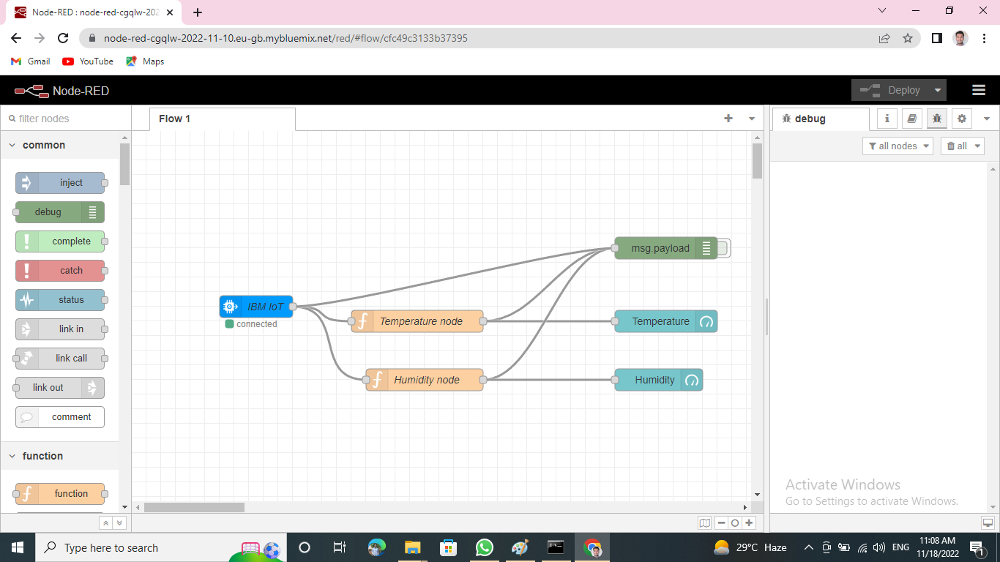 Node-RED : node-red-cgqlw-202
node-red-cgqlw-2022-11-10.eu-gb.mybluemix.net/red/#flow/cfc49c3133b37395
Gmail YouTube Maps
Node-RED Deploy
filter nodes
Flow 1
debug
common
all nodes all
inject
debug
complete
catch
status
link in
link call
link out
comment
function
function
msg.payload
IBM IoT
connected
Temperature node
Temperature
Humidity node
Humidity
Activate Windows
Go to Settings to activate Windows.
Type here to search
29°C Haze
ENG
11:08 AM
11/18/2022
1